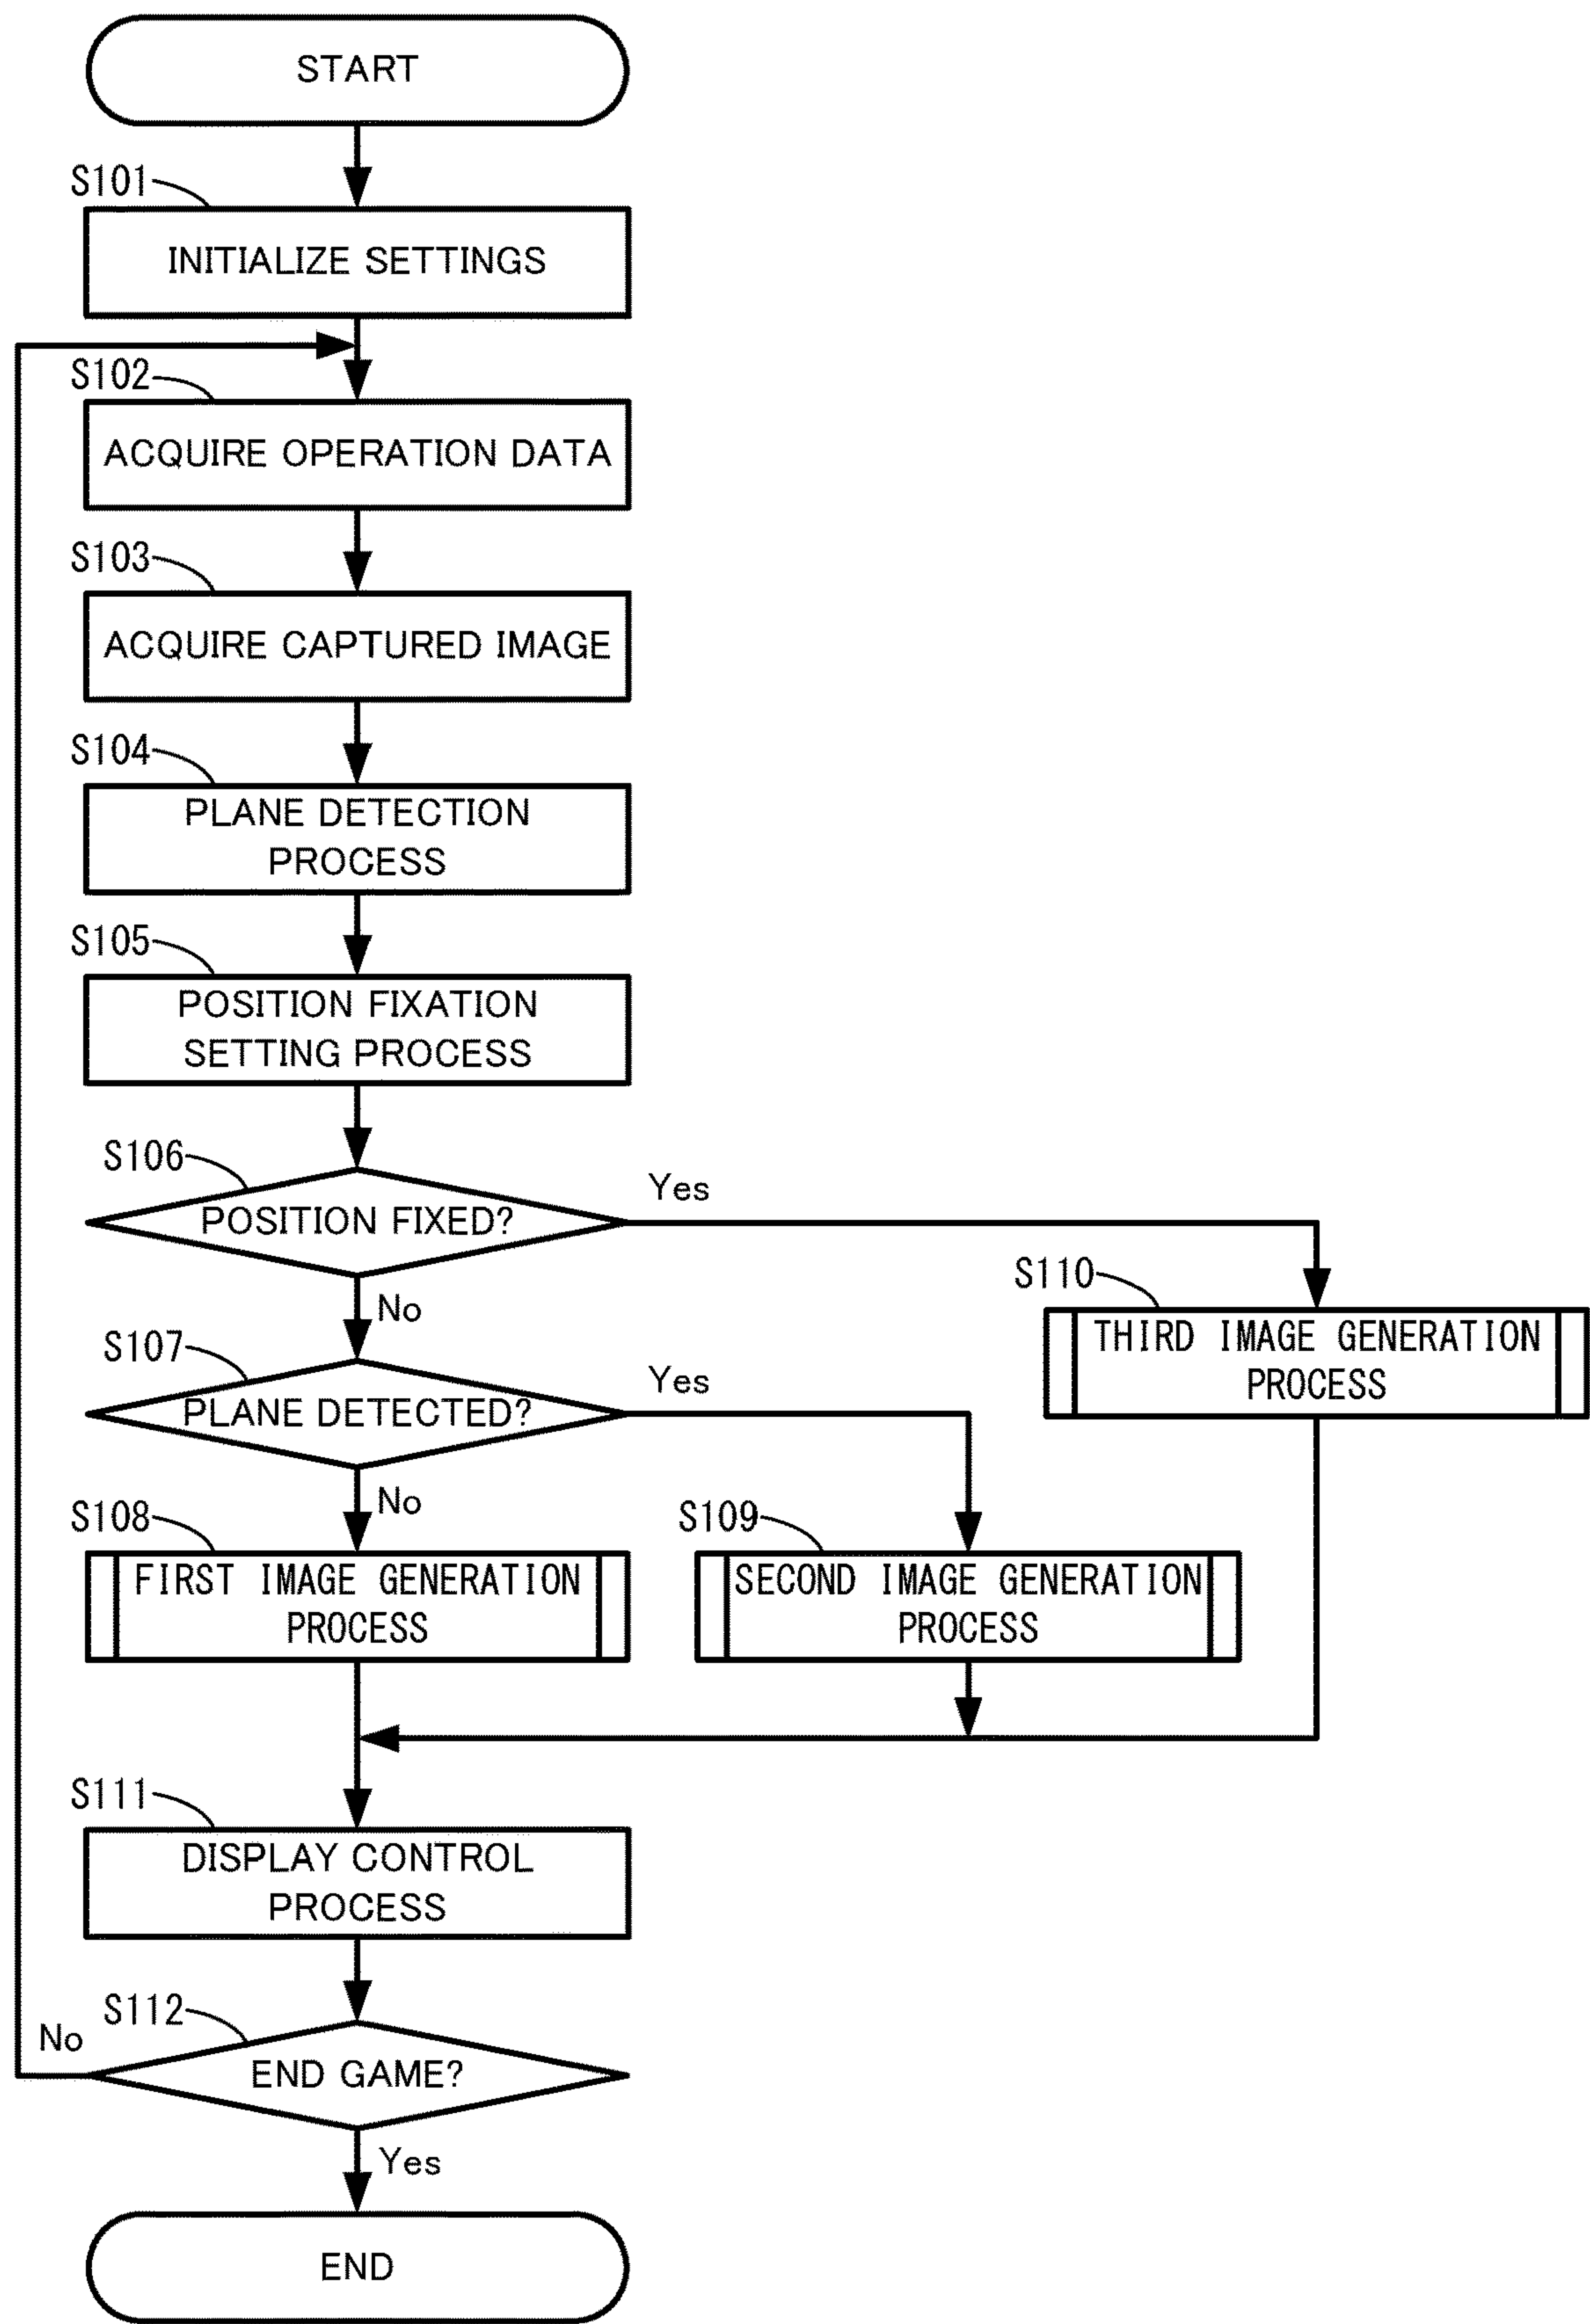 START
S101
INITIALIZE SETTINGS
S102
ACQUIRE OPERATION DATA
S103
ACQUIRE CAPTURED IMAGE
S104
PLANE DETECTION
PROCESS
S105
POSITION FIXATION
SETTING PROCESS
S106
POSITION FIXED?
Yes
No
S110
THIRD IMAGE GENERATION
PROCESS
S107
PLANE DETECTED?
Yes
No
S108
FIRST IMAGE GENERATION
PROCESS
S109
SECOND IMAGE GENERATION
PROCESS
S111
DISPLAY CONTROL
PROCESS
S112
END GAME?
No
Yes
END